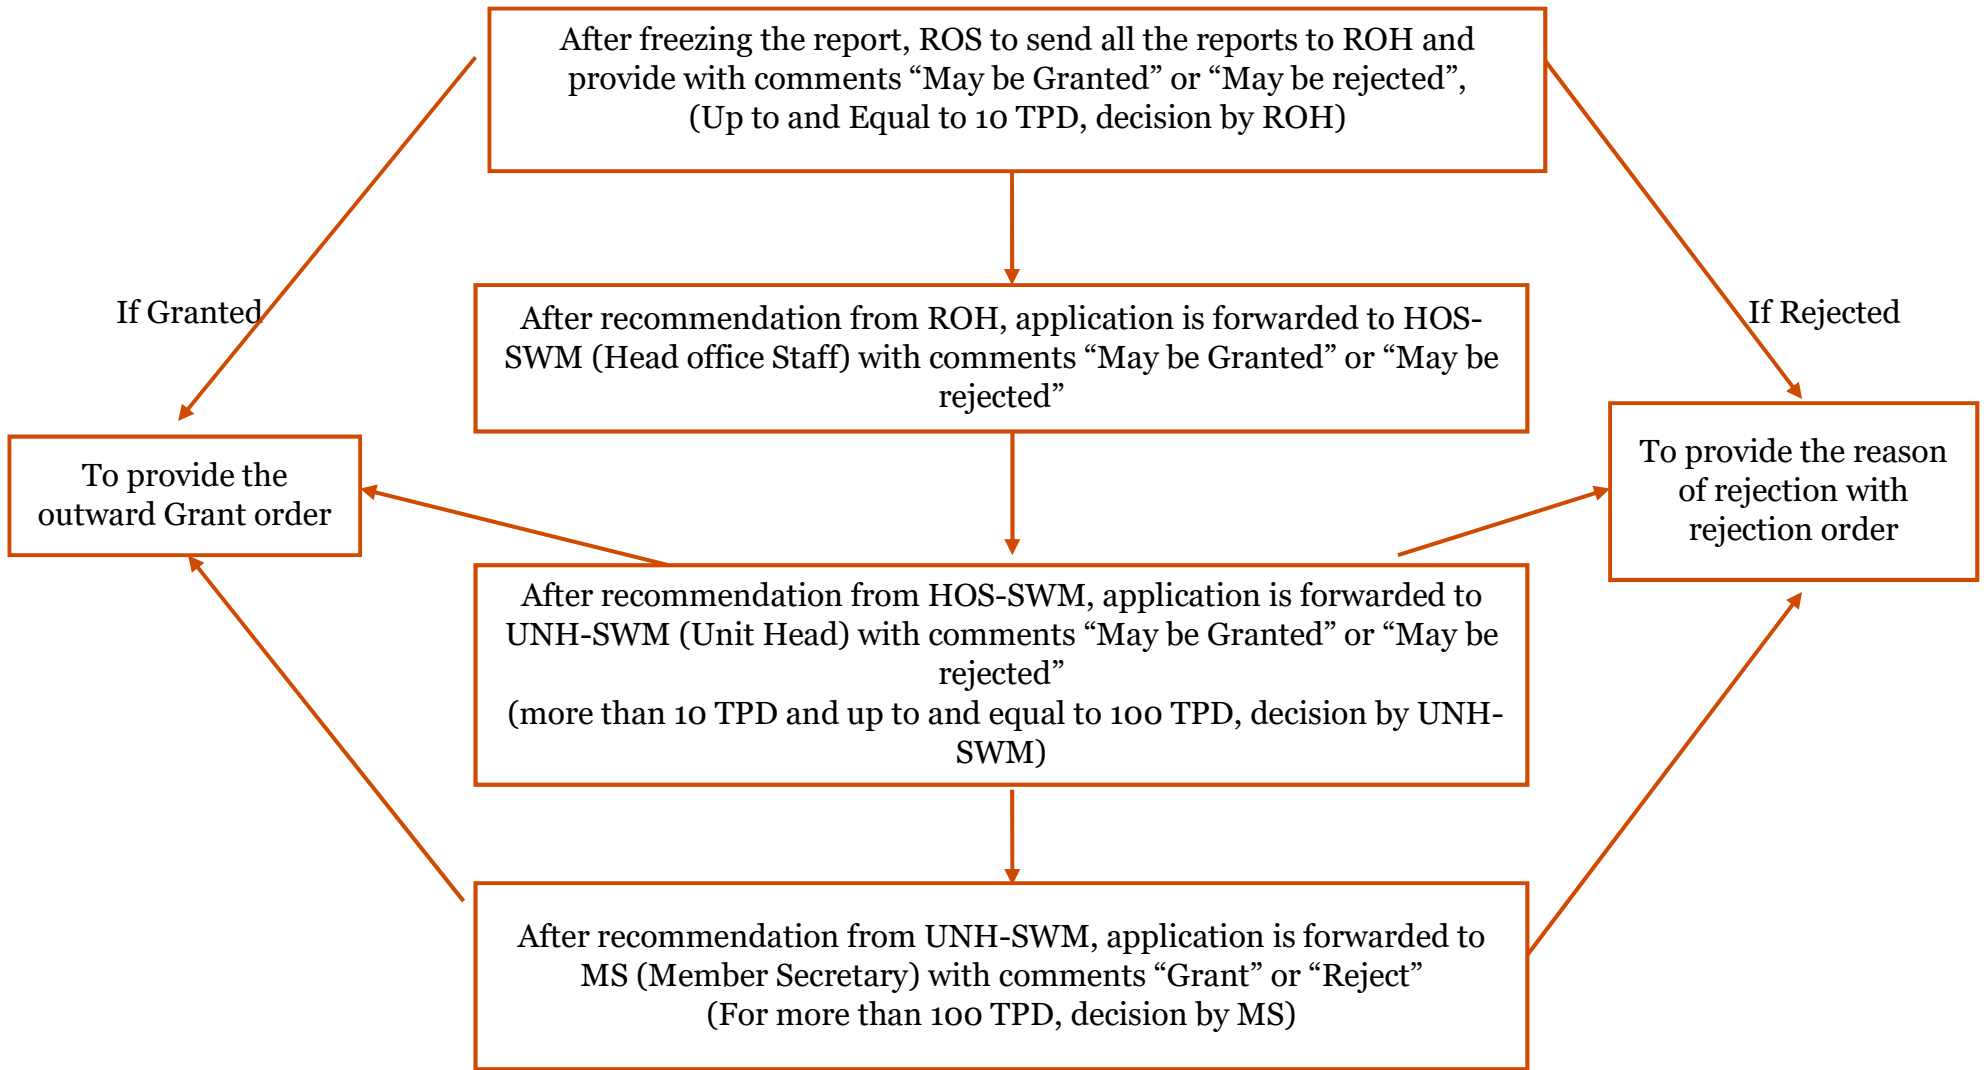 After freezing the report, ROS to send all the reports to ROH and
provide with comments “May be Granted” or “May be rejected”,
(Up to and Equal to 10 TPD, decision by ROH)
If Granted
If Rejected
After recommendation from ROH, application is forwarded to HOS-
SWM (Head office Staff) with comments “May be Granted” or “May be
rejected”
To provide the
outward Grant order
To provide the reason
of rejection with
rejection order
After recommendation from HOS-SWM, application is forwarded to
UNH-SWM (Unit Head) with comments “May be Granted” or “May be
rejected”
(more than 10 TPD and up to and equal to 100 TPD, decision by UNH-
SWM)
After recommendation from UNH-SWM, application is forwarded to
MS (Member Secretary) with comments “Grant” or “Reject”
(For more than 100 TPD, decision by MS)